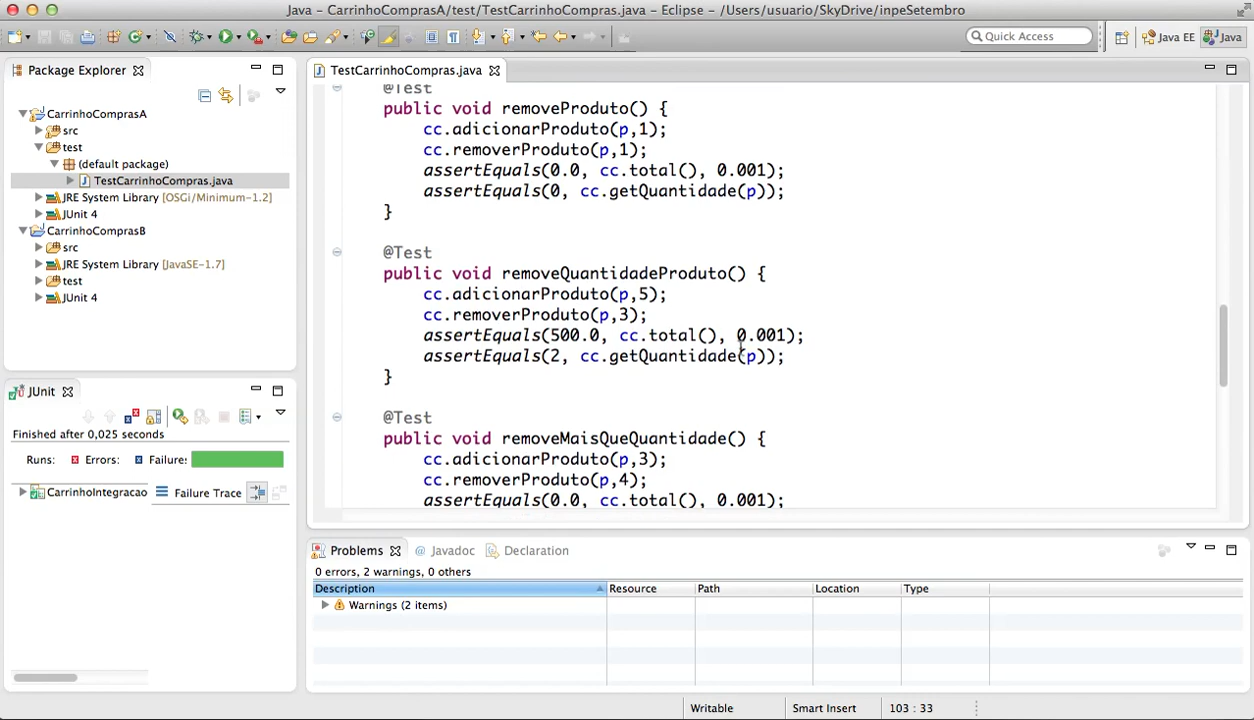 Java - CarrinhoComprasA/test/TestCarrinhoCompras.java - Eclipse - /Users/usuario/SkyDrive/inpeSetembro
Quick Access
Java EE
Java
Package Explorer
CarrinhoComprasA
src
test
(default package)
TestCarrinhoCompras.java
JRE System Library [OSGi/Minimum-1.2]
JUnit 4
CarrinhoComprasB
src
JRE System Library [JavaSE-1.7]
test
JUnit 4
JUnit
Finished after 0,025 seconds
Runs: Errors: Failure:
CarrinhoIntegracao
Failure Trace
TestCarrinhoCompras.java
@Test
public void removeProduto() {
cc.adicionarProduto(p,1);
cc.removerProduto(p,1);
assertEquals(0.0, cc.total(), 0.001);
assertEquals(0, cc.getQuantidade(p));
}
@Test
public void removeQuantidadeProduto() {
cc.adicionarProduto(p,5);
cc.removerProduto(p,3);
assertEquals(500.0, cc.total(), 0.001);
assertEquals(2, cc.getQuantidade(p));
}
@Test
public void removeMaisQueQuantidade() {
cc.adicionarProduto(p,3);
cc.removerProduto(p,4);
assertEquals(0.0, cc.total(), 0.001);
Problems @ Javadoc Declaration
0 errors, 2 warnings, 0 others
Description Resource Path Location Type
Warnings (2 items)
Writable Smart Insert 103 : 33